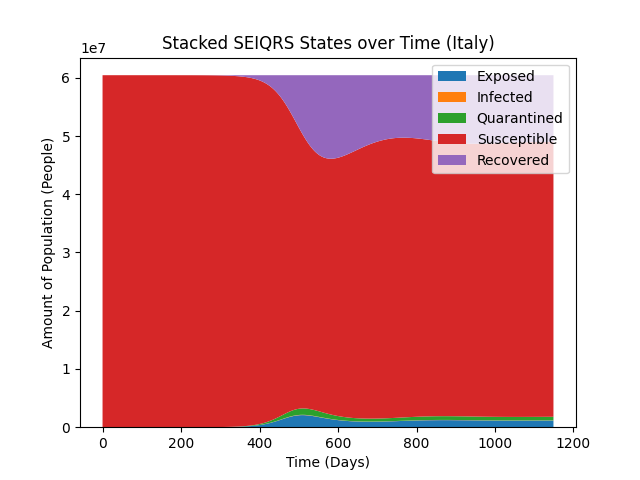 Stacked SEIQRS States over Time (Italy)
1e7
Amount of Population (People)
6
5
4
3
2
1
0
Exposed
Infected
Quarantined
Susceptible
Recovered
0 200 400 600 800 1000 1200
Time (Days)